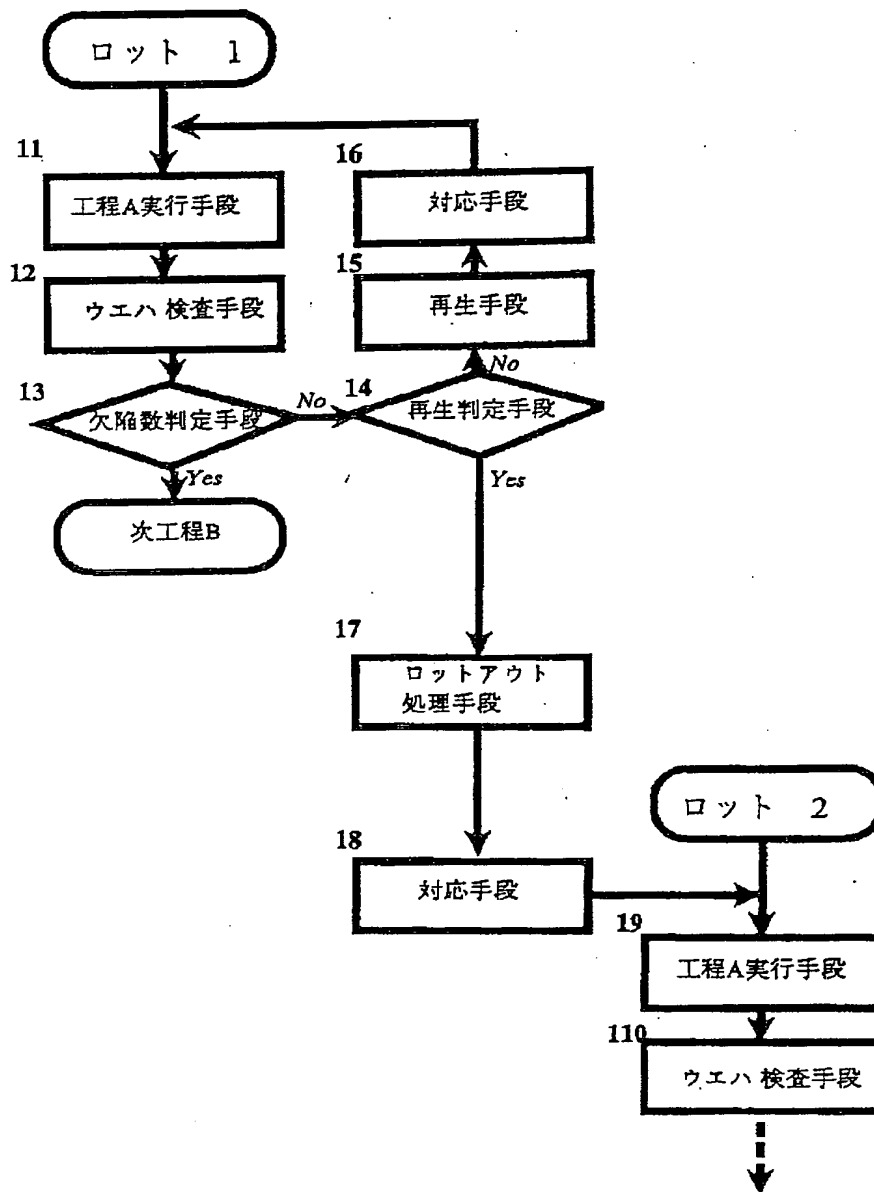 ロット 1
11
工程A実行手段
12
ウエハ 検査手段
13
欠陥数判定手段
No
Yes
次工程B
16
対応手段
15
再生手段
No
14
再生判定手段
Yes
17
ロットアウト
処理手段
18
対応手段
ロット 2
19
工程A実行手段
110
ウエハ 検査手段